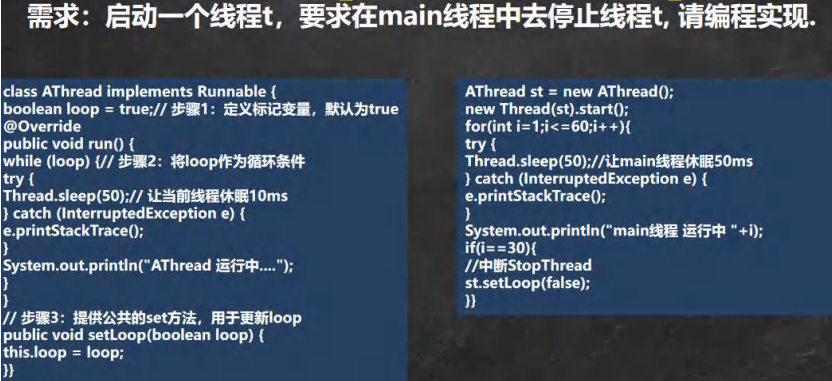 需求：启动一个线程t，要求在main线程中去停止线程t, 请编程实现.
class AThread implements Runnable {
boolean loop = true;// 步骤1：定义标记变量，默认为true
@Override
public void run() {
while (loop) {// 步骤2：将loop作为循环条件
try {
Thread.sleep(50);// 让当前线程休眠10ms
} catch (InterruptedException e) {
e.printStackTrace();
}
System.out.println("AThread 运行中....");
}
}
// 步骤3：提供公共的set方法，用于更新loop
public void setLoop(boolean loop) {
this.loop = loop;
}}
AThread st = new AThread();
new Thread(st).start();
for(int i=1;i<=60;i++){
try {
Thread.sleep(50);//让main线程休眠50ms
} catch (InterruptedException e) {
e.printStackTrace();
}
System.out.println("main线程 运行中 "+i);
if(i==30){
//中断StopThread
st.setLoop(false);
}}